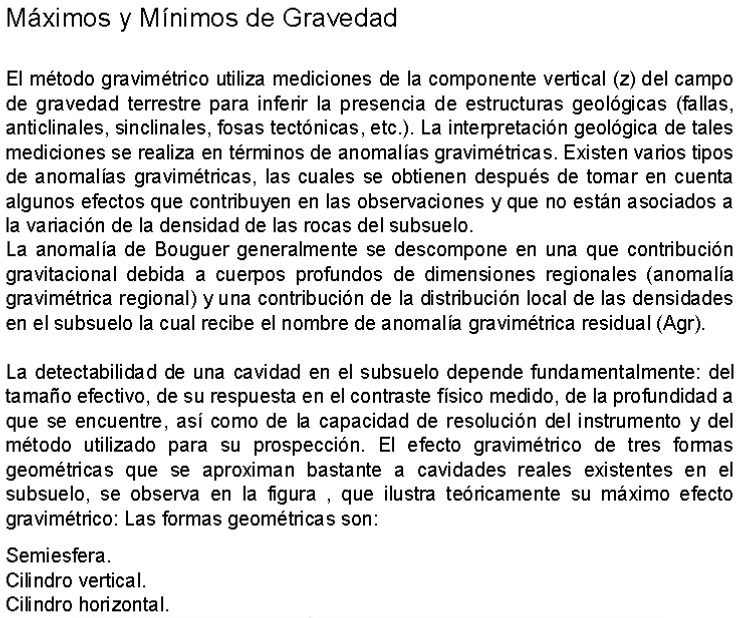 Máximos y Mínimos de Gravedad
El método gravimétrico utiliza mediciones de la componente vertical (z) del campo
de gravedad terrestre para inferir la presencia de estructuras geológicas (fallas,
anticlinales, sinclinales, fosas tectónicas, etc.). La interpretación geológica de tales
mediciones se realiza en términos de anomalías gravimétricas. Existen varios tipos
de anomalías gravimétricas, las cuales se obtienen después de tomar en cuenta
algunos efectos que contribuyen en las observaciones y que no están asociados a
la variación de la densidad de las rocas del subsuelo.
La anomalía de Bouguer generalmente se descompone en una que contribución
gravitacional debida a cuerpos profundos de dimensiones regionales (anomalía
gravimétrica regional) y una contribución de la distribución local de las densidades
en el subsuelo la cual recibe el nombre de anomalía gravimétrica residual (Agr).
La detectabilidad de una cavidad en el subsuelo depende fundamentalmente: del
tamaño efectivo, de su respuesta en el contraste físico medido, de la profundidad a
que se encuentre, así como de la capacidad de resolución del instrumento y del
método utilizado para su prospección. El efecto gravimétrico de tres formas
geométricas que se aproximan bastante a cavidades reales existentes en el
subsuelo, se observa en la figura , que ilustra teóricamente su máximo efecto
gravimétrico: Las formas geométricas son:
Semiesfera.
Cilindro vertical.
Cilindro horizontal.